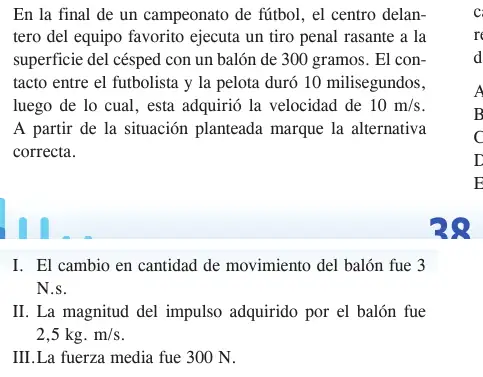 En la final de un campeonato de fútbol, el centro delan-
tero del equipo favorito ejecuta un tiro penal rasante a la
superficie del césped con un balón de 300 gramos. El con-
tacto entre el futbolista y la pelota duró 10 milisegundos,
luego de lo cual, esta adquirió la velocidad de 10 m/s.
A partir de la situación planteada marque la alternativa
correcta.
38
I. El cambio en cantidad de movimiento del balón fue 3
N.s.
II. La magnitud del impulso adquirido por el balón fue
2,5 kg. m/s.
III.La fuerza media fue 300 N.